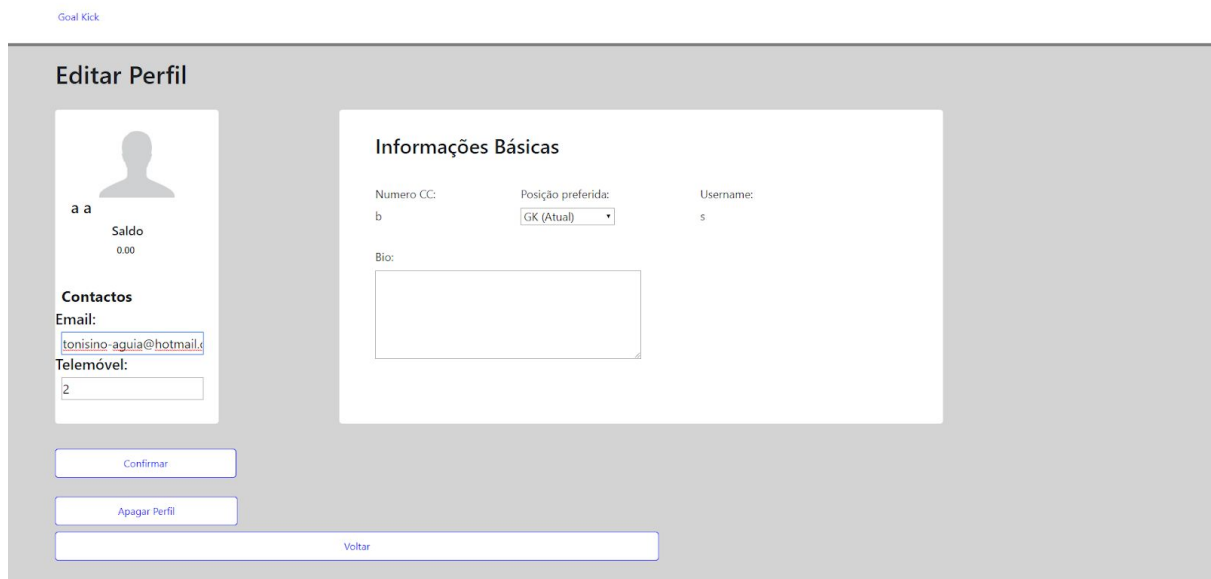 Goal Kick
Editar Perfil
a a
Saldo
0.00
Contactos
Email:
tonisino-aguia@hotmail.c
Telemóvel:
2
Informações Básicas
Numero CC: Posição preferida: Username:
b GK (Atual) s
Bio:
Confirmar
Apagar Perfil
Voltar